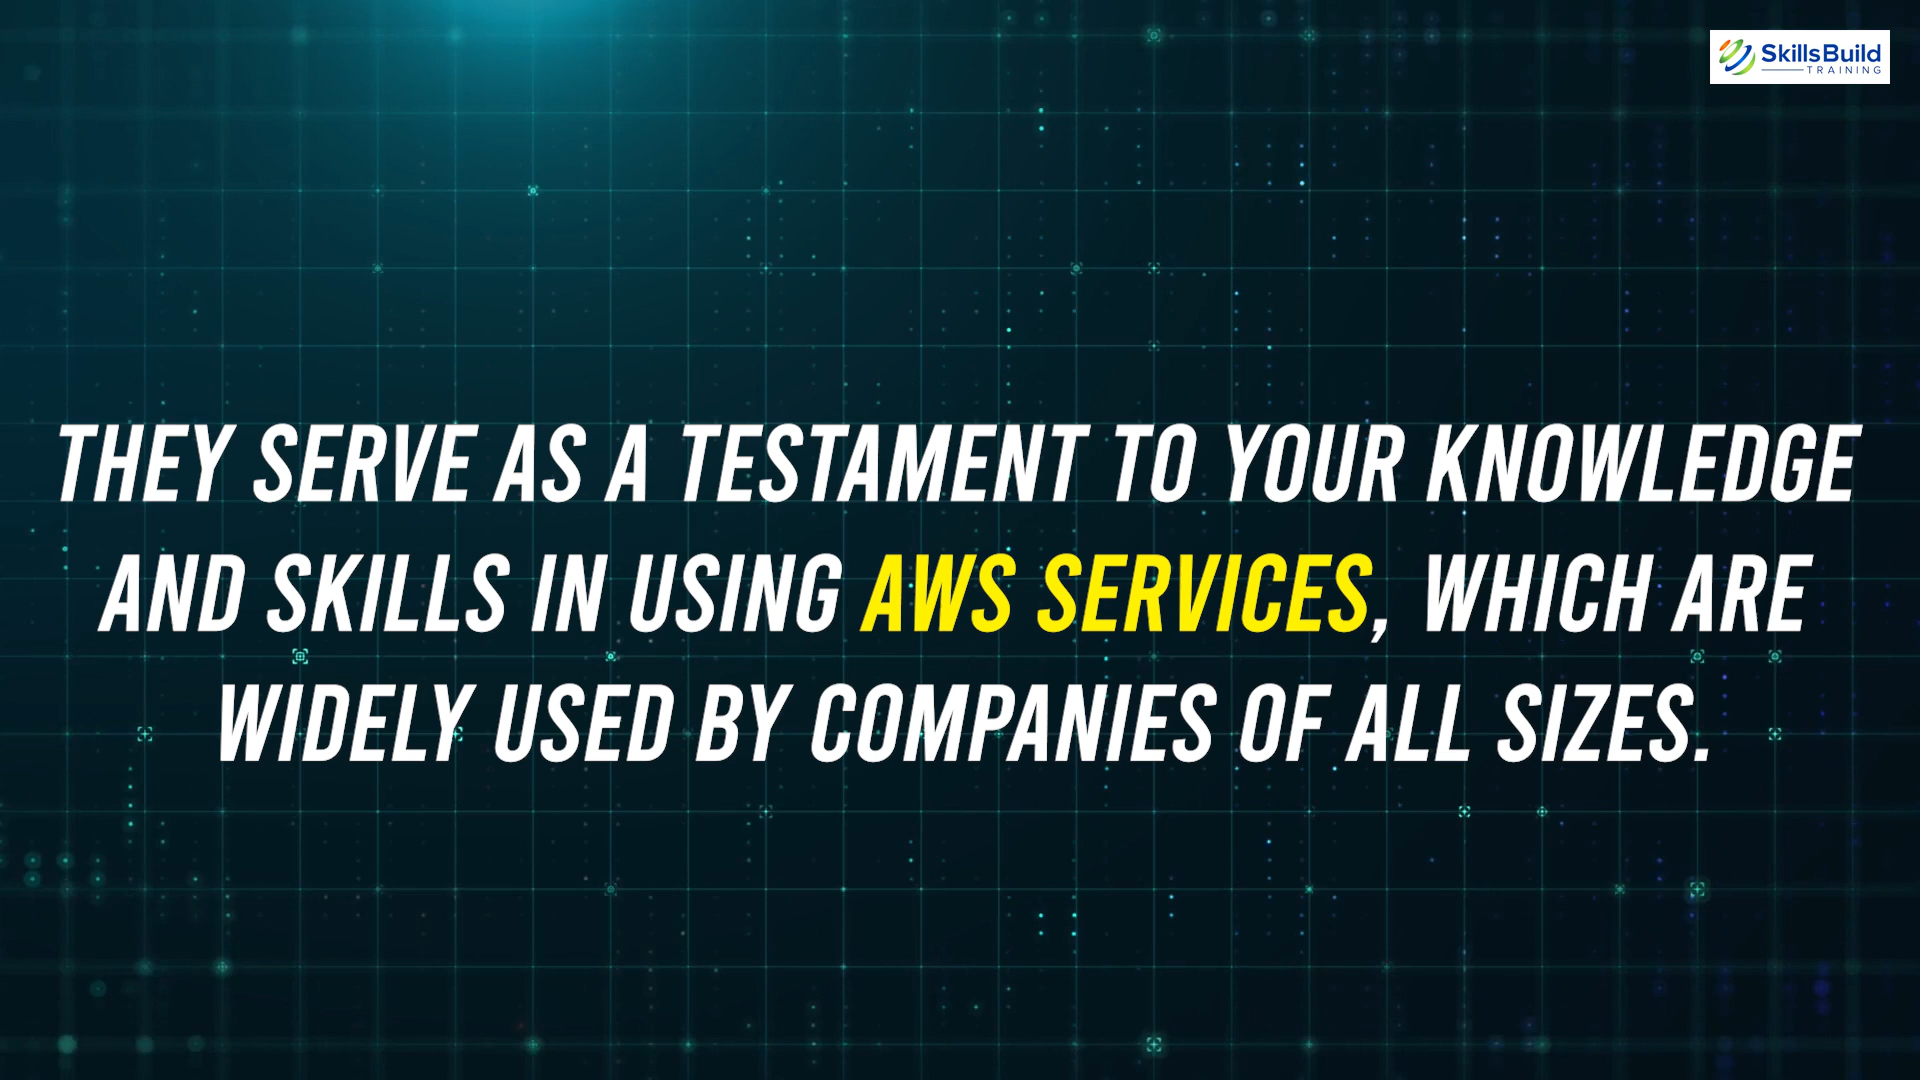 SkillsBuild
TRAINING
THEY SERVE AS A TESTAMENT TO YOUR KNOWLEDGE
AND SKILLS IN USING AWS SERVICES, WHICH ARE
WIDELY USED BY COMPANIES OF ALL SIZES.